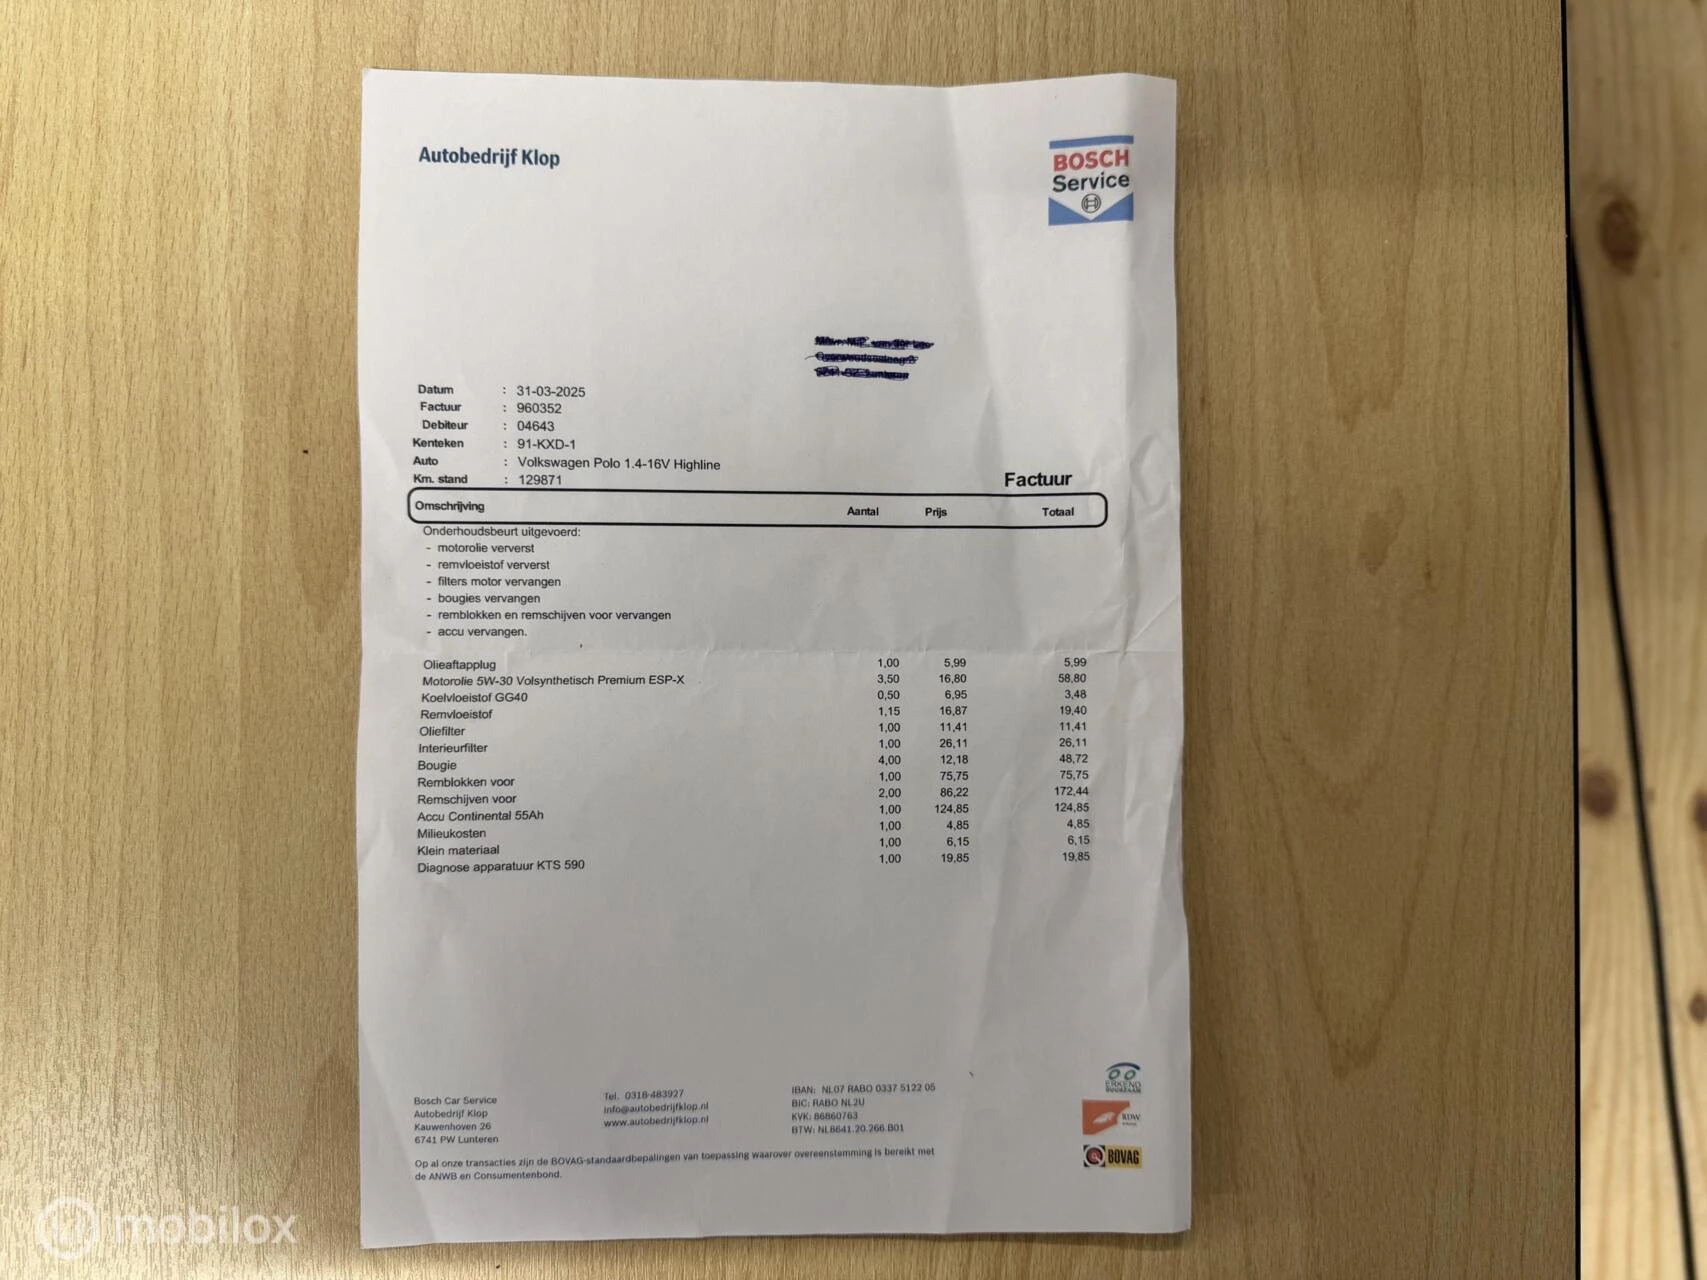 Autobedrijf Klop
BOSCH
Service
Datum : 31-03-2025
Factuur : 960352
Debiteur : 04643
Kenteken : 91-KXD-1
Auto : Volkswagen Polo 1.4-16V Highline
Km. stand : 129871
Factuur
Omschrijving Aantal Prijs Totaal
Onderhoudsbeurt uitgevoerd:
- motorolie ververst
- remvloeistof ververst
- filters motor vervangen
- bougies vervangen
- remblokken en remschijven voor vervangen
- accu vervangen.
Olieaftapplug 1,00 5,99 5,99
Motorolie 5W-30 Volsynthetisch Premium ESP-X 3,50 16,80 58,80
Koelvloeistof GG40 0,50 6,95 3,48
Remvloeistof 1,15 16,87 19,40
Oliefilter 1,00 11,41 11,41
Interieurfilter 1,00 26,11 26,11
Bougie 4,00 12,18 48,72
Remblokken voor 1,00 75,75 75,75
Remschijven voor 2,00 86,22 172,44
Accu Continental 55Ah 1,00 124,85 124,85
Milieukosten 1,00 4,85 4,85
Klein materiaal 1,00 6,15 6,15
Diagnose apparatuur KTS 590 1,00 19,85 19,85
Bosch Car Service
Autobedrijf Klop
Kauwenhoven 26
6741 PW Lunteren
Tel. 0318-483927
info@autobedrijfklop.nl
www.autobedrijfklop.nl
IBAN: NL07 RABO 0337 5122 05
BIC: RABO NL2U
KVK: 86860763
BTW: NL8641.20.266.B01
Op al onze transacties zijn de BOVAG-standaardbepalingen van toepassing waarover overeenstemming is bereikt met
de ANWB en Consumentenbond.
ERKEND
DUURZAAM
RDW
BOVAG
mobilox